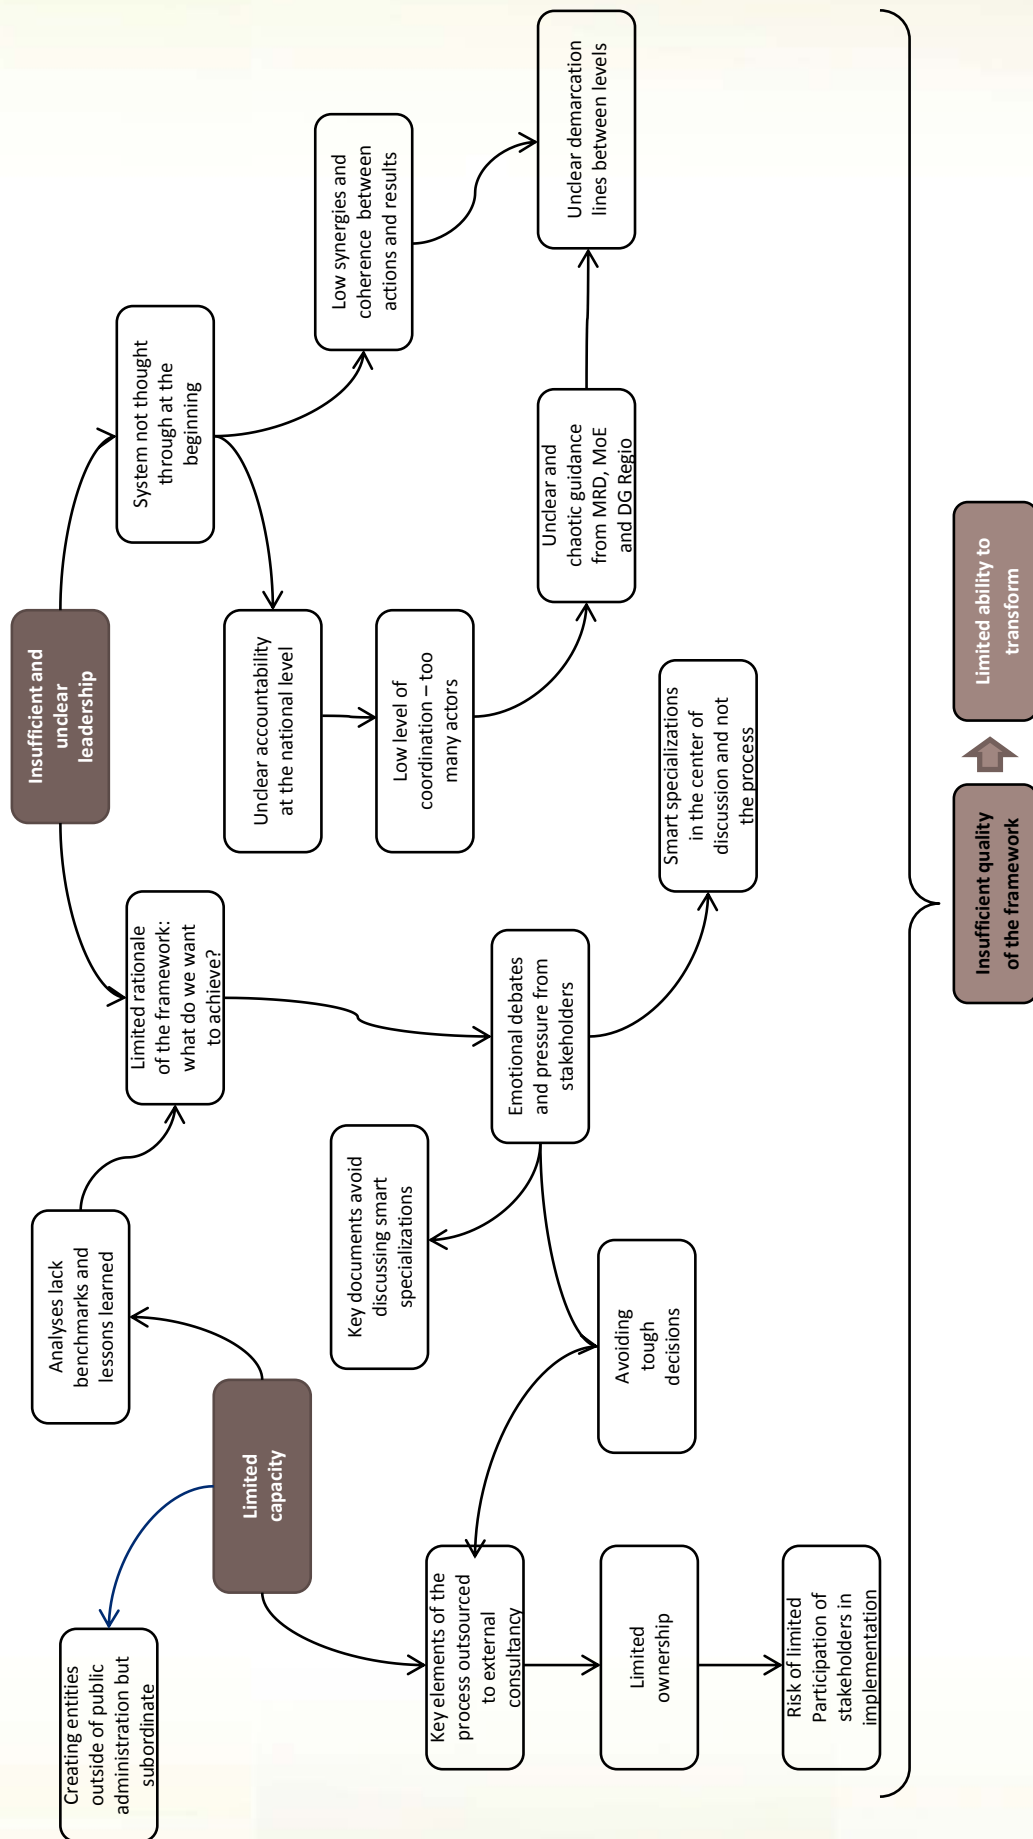 Creating entities
outside of public
administration but
subordinate
Analyses lack
benchmarks and
lessons learned
Limited
capacity
Insufficient and
unclear
leadership
Limited rationale
of the framework:
what do we want
to achieve?
System not thought
through at the
beginning
Unclear accountability
at the national level
Low synergies and
coherence between
actions and results
Key documents avoid
discussing smart
specializations
Low level of
coordination – too
many actors
Key elements of the
process outsourced
to external
consultancy
Emotional debates
and pressure from
stakeholders
Unclear and
chaotic guidance
from MRD, MoE
and DG Regio
Unclear demarcation
lines between levels
Limited
ownership
Avoiding
tough
decisions
Smart specializations
in the center of
discussion and not
the process
Risk of limited
Participation of
stakeholders in
implementation
Insufficient quality
of the framework
Limited ability to
transform